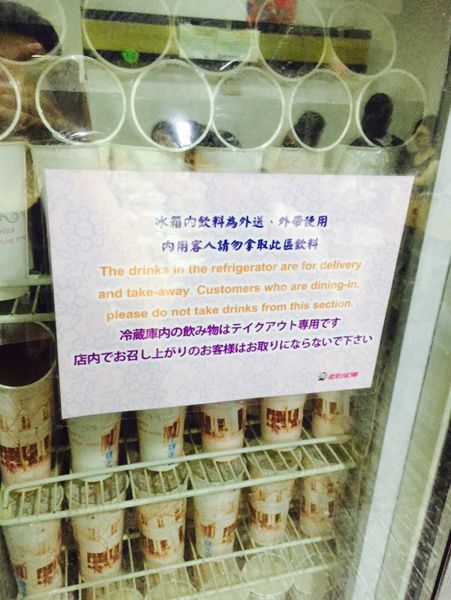 冰箱內飲料為外送、外帶使用
內用客人請勿拿取此區飲料
The drinks in the refrigerator are for delivery
and take-away. Customers who are dining-in,
please do not take drinks from this section.
冷蔵庫内の飲み物はテイクアウト専用です
店内でお召し上がりのお客様はお取りにならないで下さい